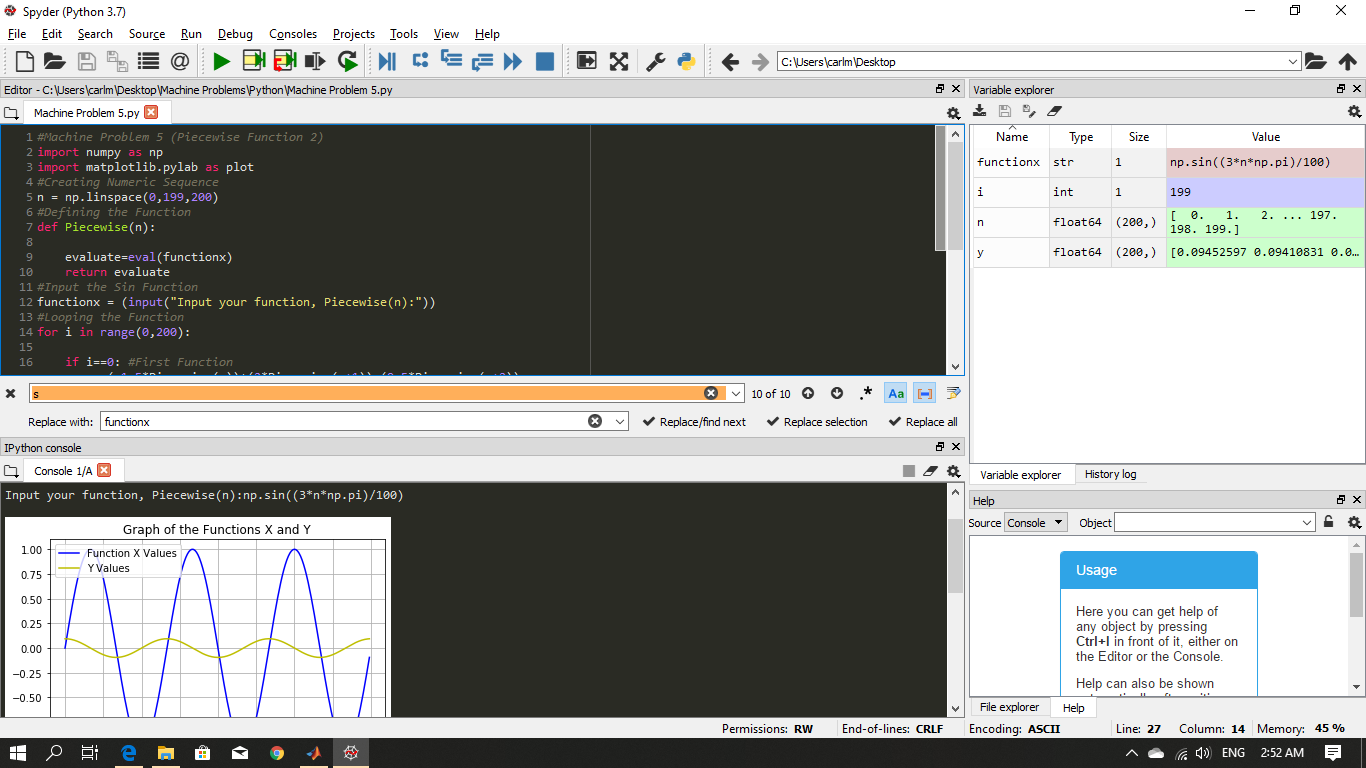 Spyder (Python 3.7)
File Edit Search Source Run Debug Consoles Projects Tools View Help
C:\Users\carlm\Desktop
Editor - C:\Users\carlm\Desktop\Machine Problems\Python\Machine Problem 5.py
Machine Problem 5.py
1 #Machine Problem 5 (Piecewise Function 2)
2 import numpy as np
3 import matplotlib.pylab as plot
4 #Creating Numeric Sequence
5 n = np.linspace(0,199,200)
6 #Defining the Function
7 def Piecewise(n):
8
9 evaluate=eval(functionx)
10 return evaluate
11 #Input the Sin Function
12 functionx = (input("Input your function, Piecewise(n):"))
13 #Looping the Function
14 for i in range(0,200):
15
16 if i==0: #First Function
s 10 of 10 .* Aa [-]
Replace with: functionx Replace/find next Replace selection Replace all
IPython console
Console 1/A
Input your function, Piecewise(n):np.sin((3*n*np.pi)/100)
Graph of the Functions X and Y
Function X Values
Y Values
1.00
0.75
0.50
0.25
0.00
−0.25
−0.50
Variable explorer
Name Type Size Value
functionx str 1 np.sin((3*n*np.pi)/100)
i int 1 199
n float64 (200,) [ 0. 1. 2. ... 197.
198. 199.]
y float64 (200,) [0.09452597 0.09410831 0.0…
Variable explorer History log
Help
Source Console Object
Usage
Here you can get help of
any object by pressing
Ctrl+I in front of it, either on
the Editor or the Console.
Help can also be shown
File explorer Help
Permissions: RW End-of-lines: CRLF Encoding: ASCII Line: 27 Column: 14 Memory: 45 %
ENG 2:52 AM